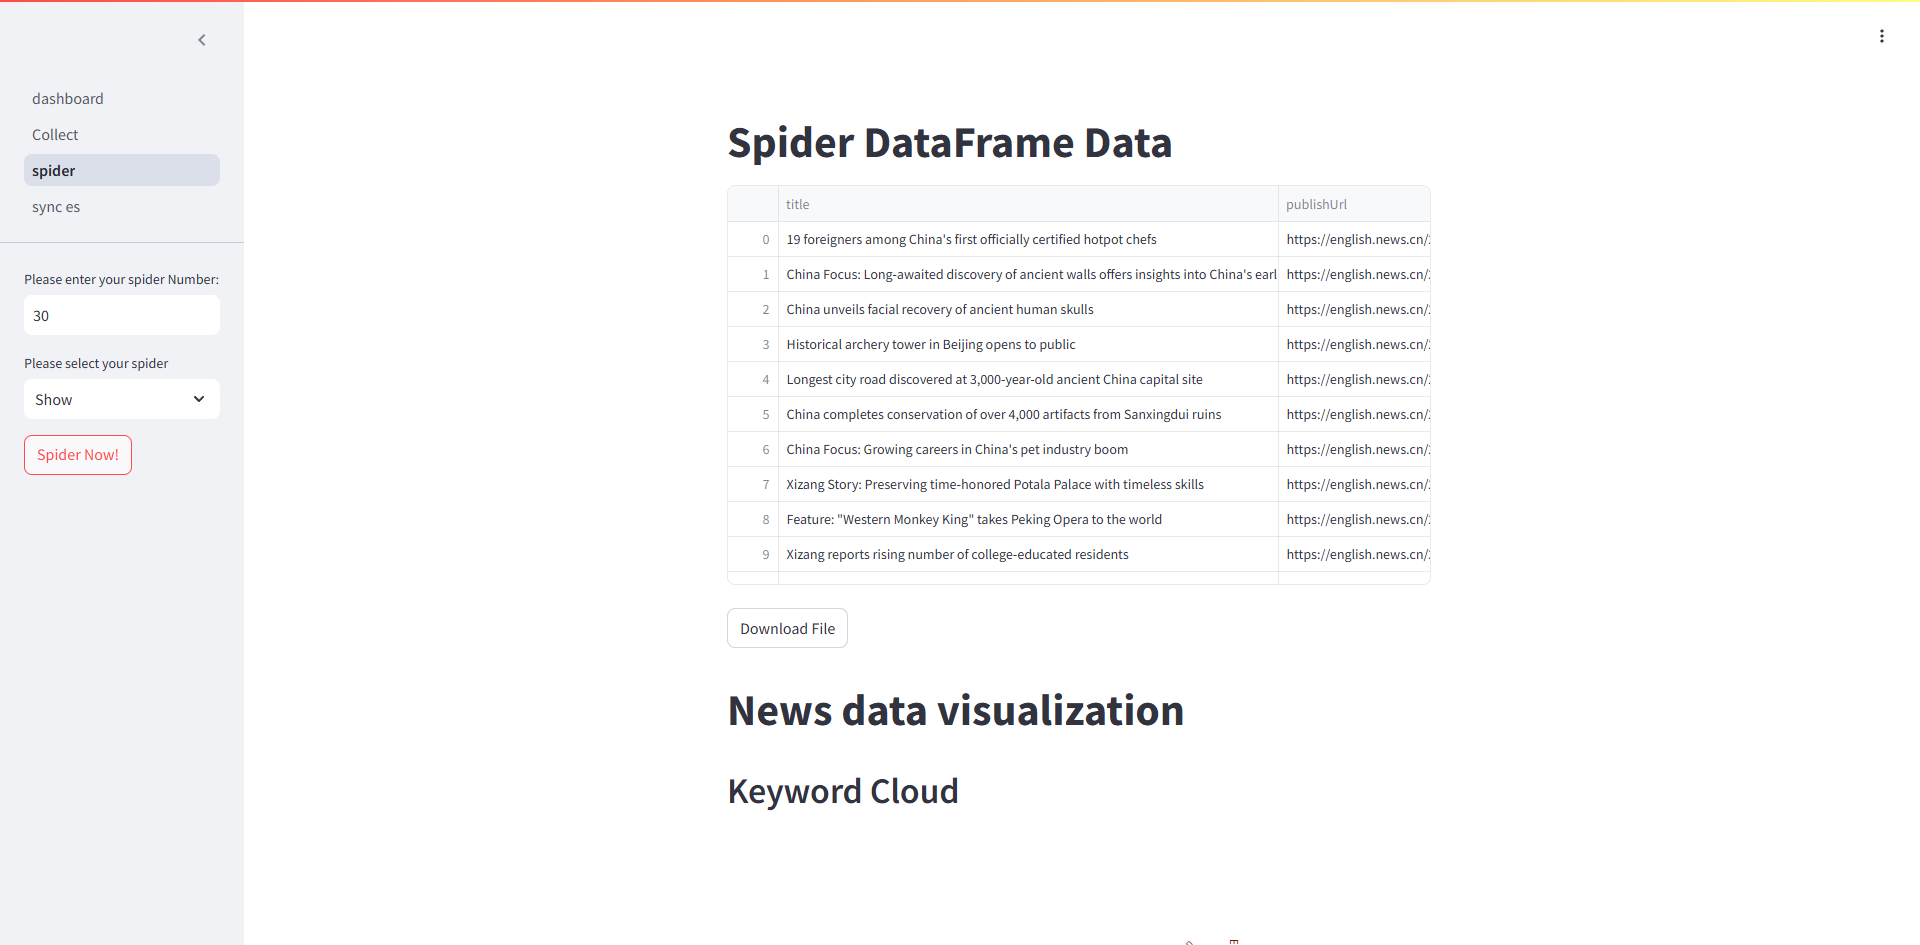 dashboard
Collect
spider
sync es
Please enter your spider Number:
30
Please select your spider
Show
Spider Now!
Spider DataFrame Data
title publishUrl
0 19 foreigners among China's first officially certified hotpot chefs https://english.news.cn/
1 China Focus: Long-awaited discovery of ancient walls offers insights into China's earl https://english.news.cn/
2 China unveils facial recovery of ancient human skulls https://english.news.cn/
3 Historical archery tower in Beijing opens to public https://english.news.cn/
4 Longest city road discovered at 3,000-year-old ancient China capital site https://english.news.cn/
5 China completes conservation of over 4,000 artifacts from Sanxingdui ruins https://english.news.cn/
6 China Focus: Growing careers in China's pet industry boom https://english.news.cn/
7 Xizang Story: Preserving time-honored Potala Palace with timeless skills https://english.news.cn/
8 Feature: "Western Monkey King" takes Peking Opera to the world https://english.news.cn/
9 Xizang reports rising number of college-educated residents https://english.news.cn/
Download File
News data visualization
Keyword Cloud